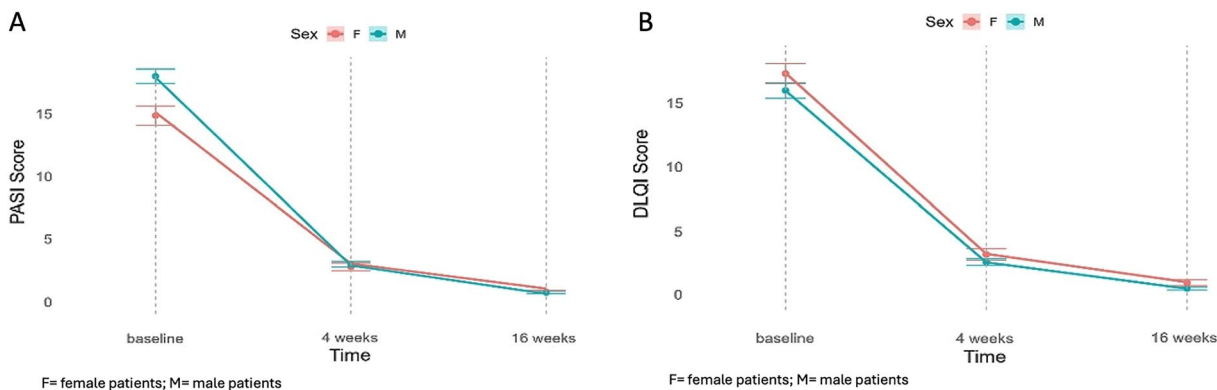 A
Sex F M
PASI Score
15
10
5
0
baseline 4 weeks 16 weeks
Time
F= female patients; M= male patients
B
Sex F M
DLQI Score
15
10
5
0
baseline 4 weeks 16 weeks
Time
F= female patients; M= male patients